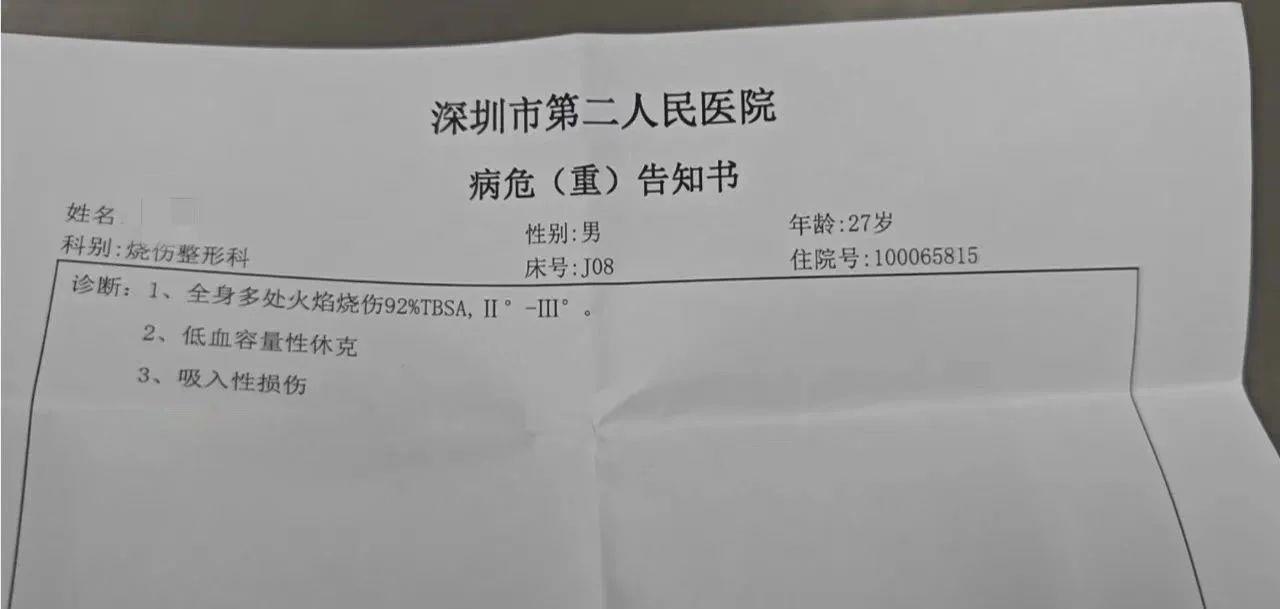 深圳市第二人民医院
病危（重）告知书
姓名 性别:男 年龄:27岁
科别:烧伤整形科 床号:J08 住院号:100065815
诊断：1、全身多处火焰烧伤92%TBSA,Ⅱ°-Ⅲ°。
2、低血容量性休克
3、吸入性损伤